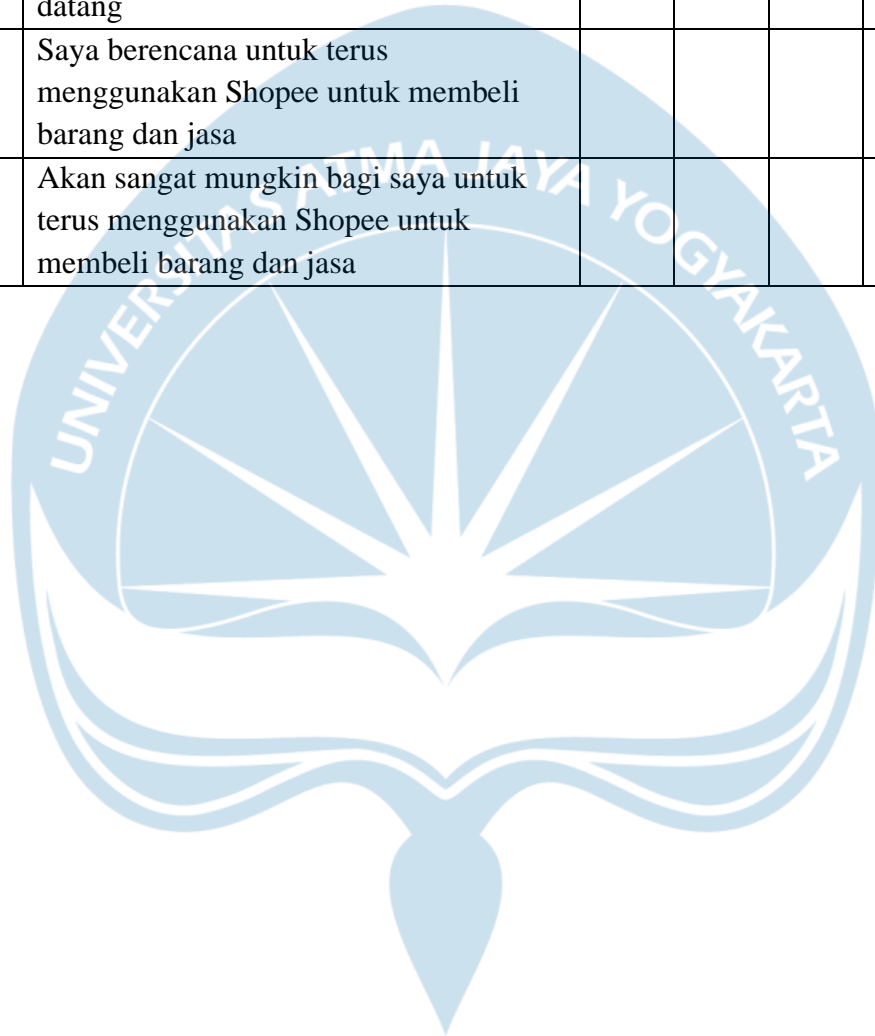 datang
Saya berencana untuk terus
menggunakan Shopee untuk membeli
barang dan jasa
Akan sangat mungkin bagi saya untuk
terus menggunakan Shopee untuk
membeli barang dan jasa
UNIVERSITAS ATMA JAYA YOGYAKARTA